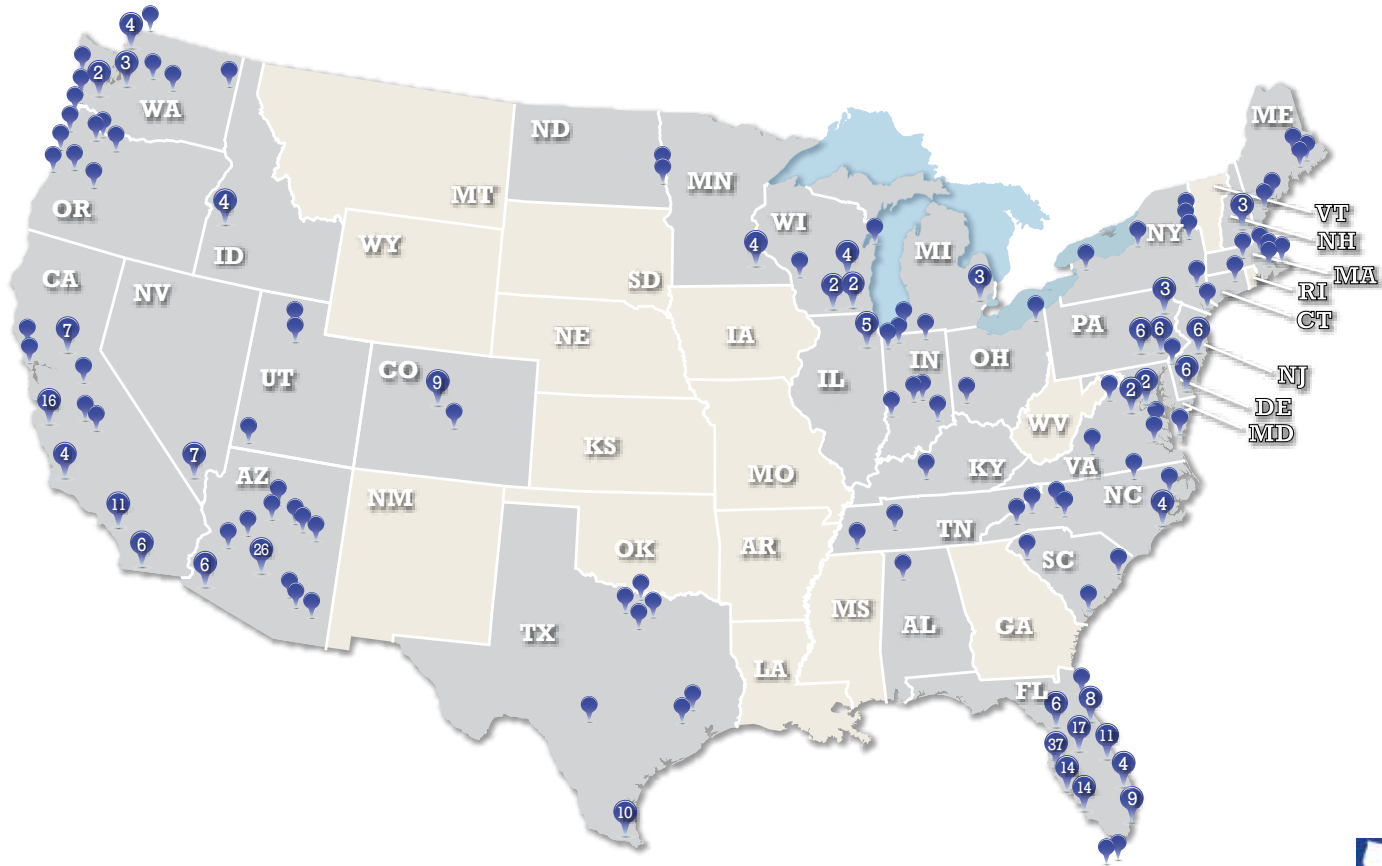 4
3
2
WA
ND
MN
ME
OR
4
ID
MT
WY
SD
4
WI
4
2
2
MI
3
NY
3
VT
NH
MA
RI
CT
CA
NV
7
16
4
11
6
7
UT
CO
9
NE
IA
5
IL
IN
OH
PA
3
6
6
6
NJ
6
2
2
DE
MD
WV
KS
MO
KY
VA
AZ
26
6
NM
OK
AR
TN
NC
4
SC
TX
10
LA
MS
AL
GA
FL
6
8
17
37
11
14
4
14
9